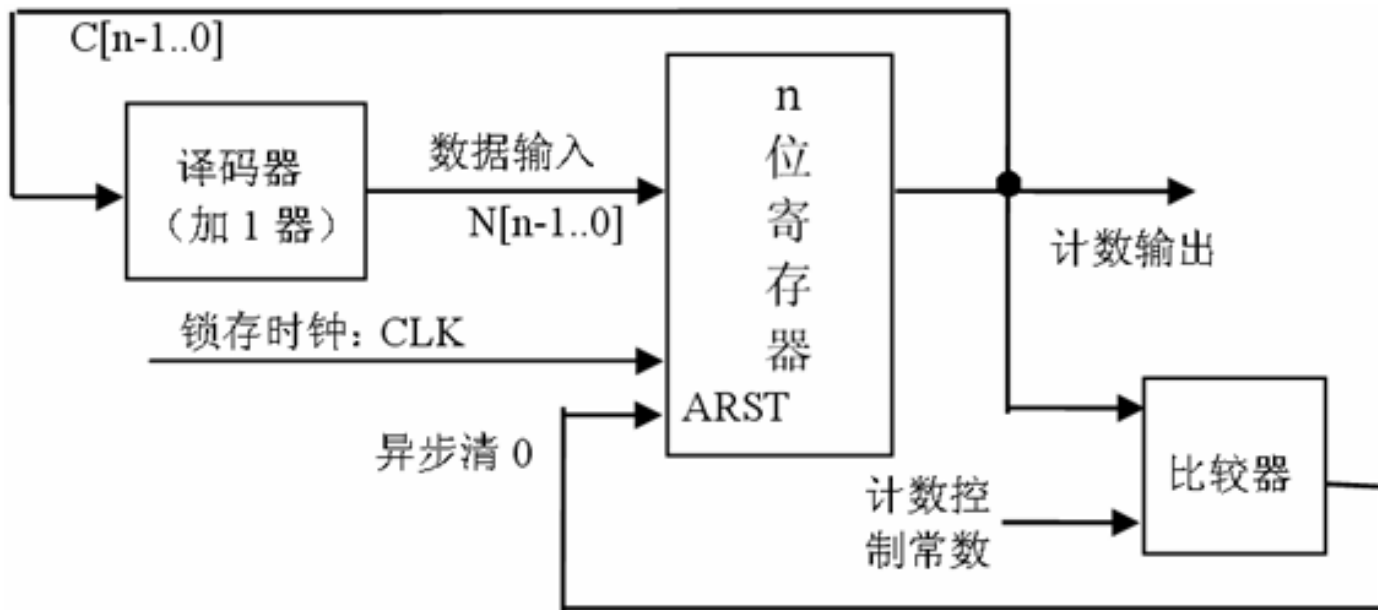 C[n-1..0]
n
位
寄
存
器
译码器
（加 1 器）
数据输入
N[n-1..0]
计数输出
锁存时钟：CLK
ARST
异步清 0
比较器
计数控
制常数